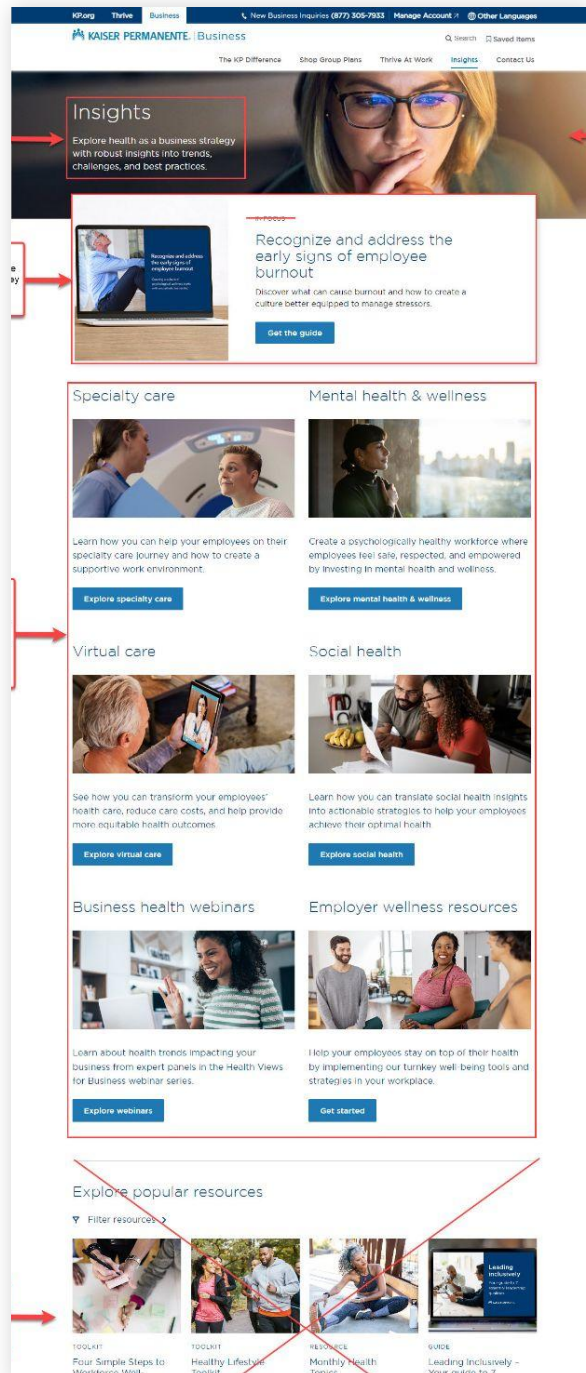 KP.org Thrive Business New Business Inquiries (877) 305-7933 Manage Account Other Languages
KAISER PERMANENTE. Business
Search Saved Items
The KP Difference Shop Group Plans Thrive At Work Insights Contact Us
Insights
Explore health as a business strategy
with robust insights into trends,
challenges, and best practices.
IN FOCUS
Recognize and address the
early signs of employee
burnout
Recognize and address
the early signs of
employee burnout
Discover what can cause burnout and how to create a
culture better equipped to manage stressors.
Get the guide
Specialty care Mental health & wellness
Learn how you can help your employees on their
specialty care journey and how to create a
supportive work environment.
Create a psychologically healthy workforce where
employees feel safe, respected, and empowered
by investing in mental health and wellness.
Explore specialty care Explore mental health & wellness
Virtual care Social health
See how you can transform your employees'
health care, reduce care costs, and help provide
more equitable health outcomes.
Learn how you can translate social health insights
into actionable strategies to help your employees
achieve their optimal health
Explore virtual care Explore social health
Business health webinars Employer wellness resources
Learn about health trends impacting your
business from expert panels in the Health Views
for Business webinar series.
Help your employees stay on top of their health
by implementing our turnkey well being tools and
strategies in your workplace.
Explore webinars Get started
Explore popular resources
Filter resources
Leading
inclusively
TOOLKIT TOOLKIT RESOURCE GUIDE
Four Simple Steps to Healthy Lifestyle Monthly Health Leading Inclusively –
Workforce Well- Toolkit Topics Your guide to 7